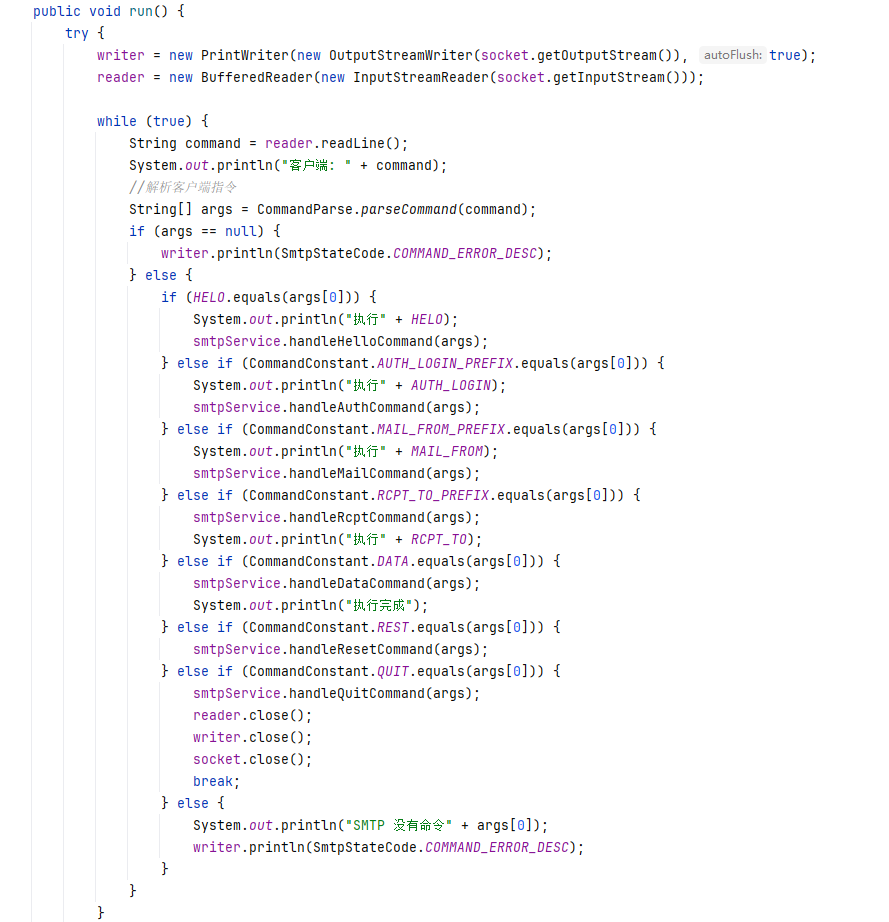 public void run() {
try {
writer = new PrintWriter(new OutputStreamWriter(socket.getOutputStream()), autoFlush: true);
reader = new BufferedReader(new InputStreamReader(socket.getInputStream()));
while (true) {
String command = reader.readLine();
System.out.println("客户端: " + command);
//解析客户端指令
String[] args = CommandParse.parseCommand(command);
if (args == null) {
writer.println(SmtpStateCode.COMMAND_ERROR_DESC);
} else {
if (HELO.equals(args[0])) {
System.out.println("执行" + HELO);
smtpService.handleHelloCommand(args);
} else if (CommandConstant.AUTH_LOGIN_PREFIX.equals(args[0])) {
System.out.println("执行" + AUTH_LOGIN);
smtpService.handleAuthCommand(args);
} else if (CommandConstant.MAIL_FROM_PREFIX.equals(args[0])) {
System.out.println("执行" + MAIL_FROM);
smtpService.handleMailCommand(args);
} else if (CommandConstant.RCPT_TO_PREFIX.equals(args[0])) {
smtpService.handleRcptCommand(args);
System.out.println("执行" + RCPT_TO);
} else if (CommandConstant.DATA.equals(args[0])) {
smtpService.handleDataCommand(args);
System.out.println("执行完成");
} else if (CommandConstant.REST.equals(args[0])) {
smtpService.handleResetCommand(args);
} else if (CommandConstant.QUIT.equals(args[0])) {
smtpService.handleQuitCommand(args);
reader.close();
writer.close();
socket.close();
break;
} else {
System.out.println("SMTP 没有命令" + args[0]);
writer.println(SmtpStateCode.COMMAND_ERROR_DESC);
}
}
}